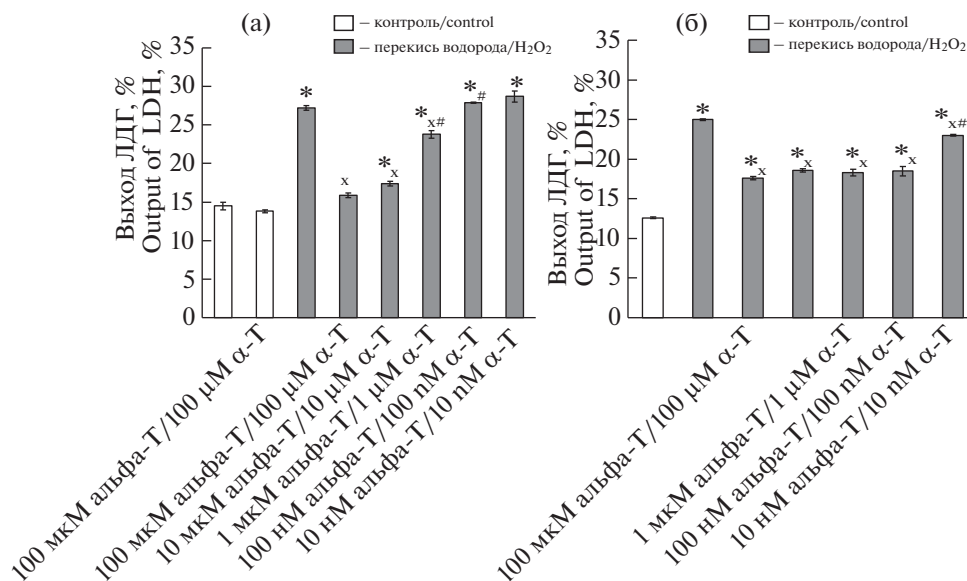 (а)
– контроль/control
– перекись водорода/H₂O₂
Выход ЛДГ, %
Output of LDH, %
35
30
25
20
15
10
5
0
*
x
*x
*x#
*#
*
100 мкМ альфа-Т/100 μM α-T
100 мкМ альфа-Т/100 μM α-T
10 мкМ альфа-Т/10 μM α-T
1 мкМ альфа-Т/1 μM α-T
100 нМ альфа-Т/100 nM α-T
10 нМ альфа-Т/10 nM α-T
(б)
– контроль/control
– перекись водорода/H₂O₂
Выход ЛДГ, %
Output of LDH, %
35
30
25
20
15
10
5
0
*
*x
*x
*x
*x
*x#
100 мкМ альфа-Т/100 μM α-T
1 мкМ альфа-Т/1 μM α-T
100 нМ альфа-Т/100 nM α-T
10 нМ альфа-Т/10 nM α-T